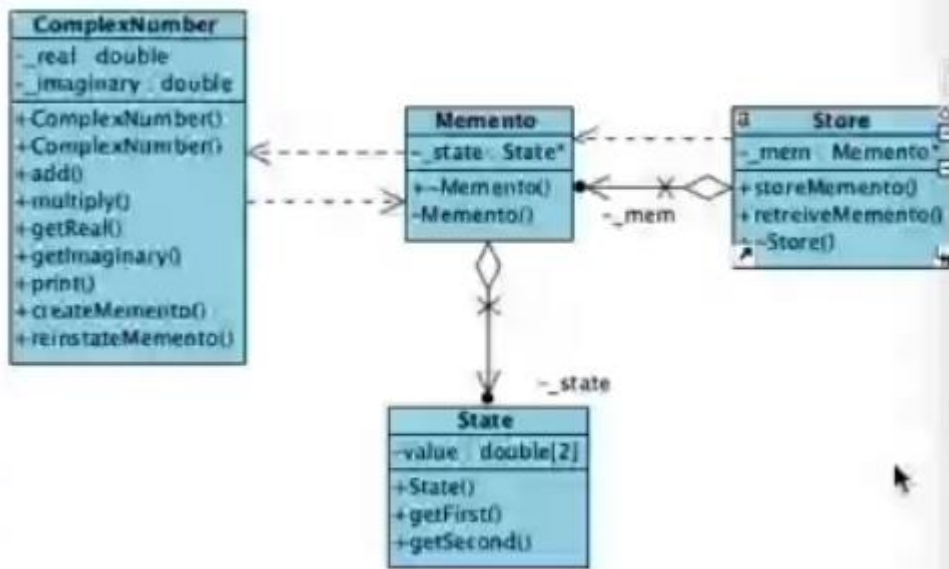 ComplexNumber
-_real : double
-_imaginary : double
+ComplexNumber()
+ComplexNumber()
+add()
+multiply()
+getReal()
+getImaginary()
+print()
+createMemento()
+reinstateMemento()
Memento
-_state : State*
+~Memento()
-Memento()
Store
-_mem : Memento*
+storeMemento()
+retreiveMemento()
+~Store()
-_mem
-_state
State
-value : double[2]
+State()
+getFirst()
+getSecond()